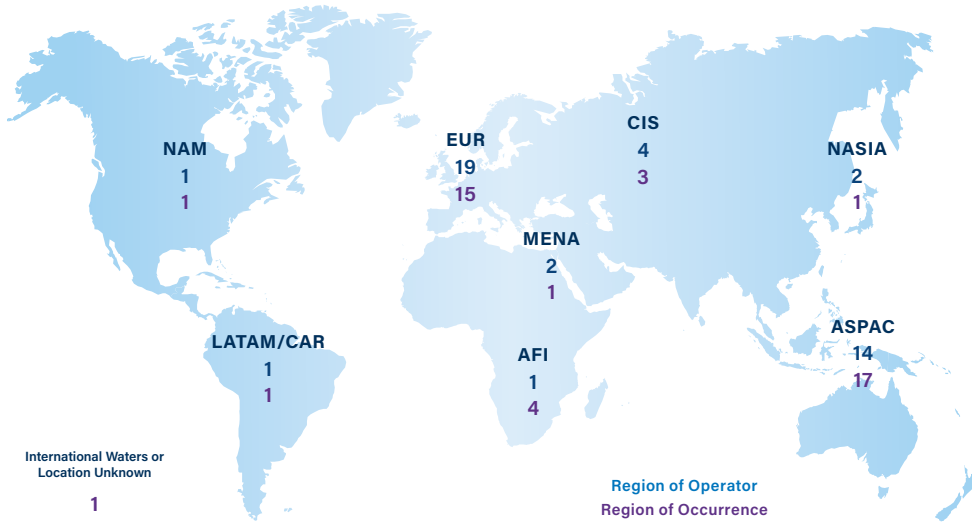 NAM
1
1
EUR
19
15
CIS
4
3
NASIA
2
1
MENA
2
1
LATAM/CAR
1
1
AFI
1
4
ASPAC
14
17
International Waters or
Location Unknown
1
Region of Operator
Region of Occurrence